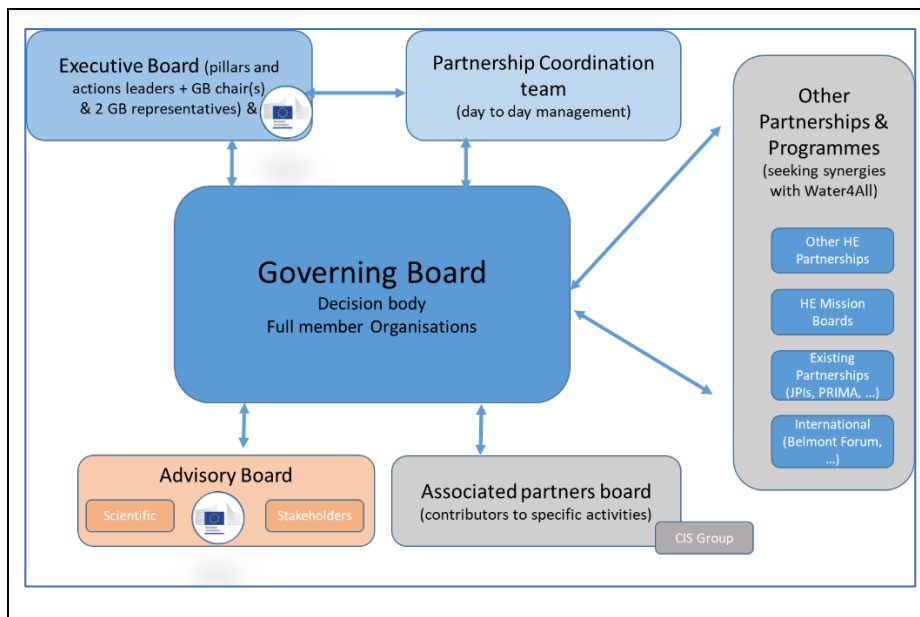 Executive Board (pillars and
actions leaders + GB chair(s)
& 2 GB representatives) &
Partnership Coordination
team
(day to day management)
Other
Partnerships &
Programmes
(seeking synergies
with Water4All)
Other HE
Partnerships
HE Mission
Boards
Existing
Partnerships
(JPIs, PRIMA, ...)
International
(Belmont Forum,
...)
Governing Board
Decision body
Full member Organisations
Advisory Board
Scientific
Stakeholders
Associated partners board
(contributors to specific activities)
CIS Group